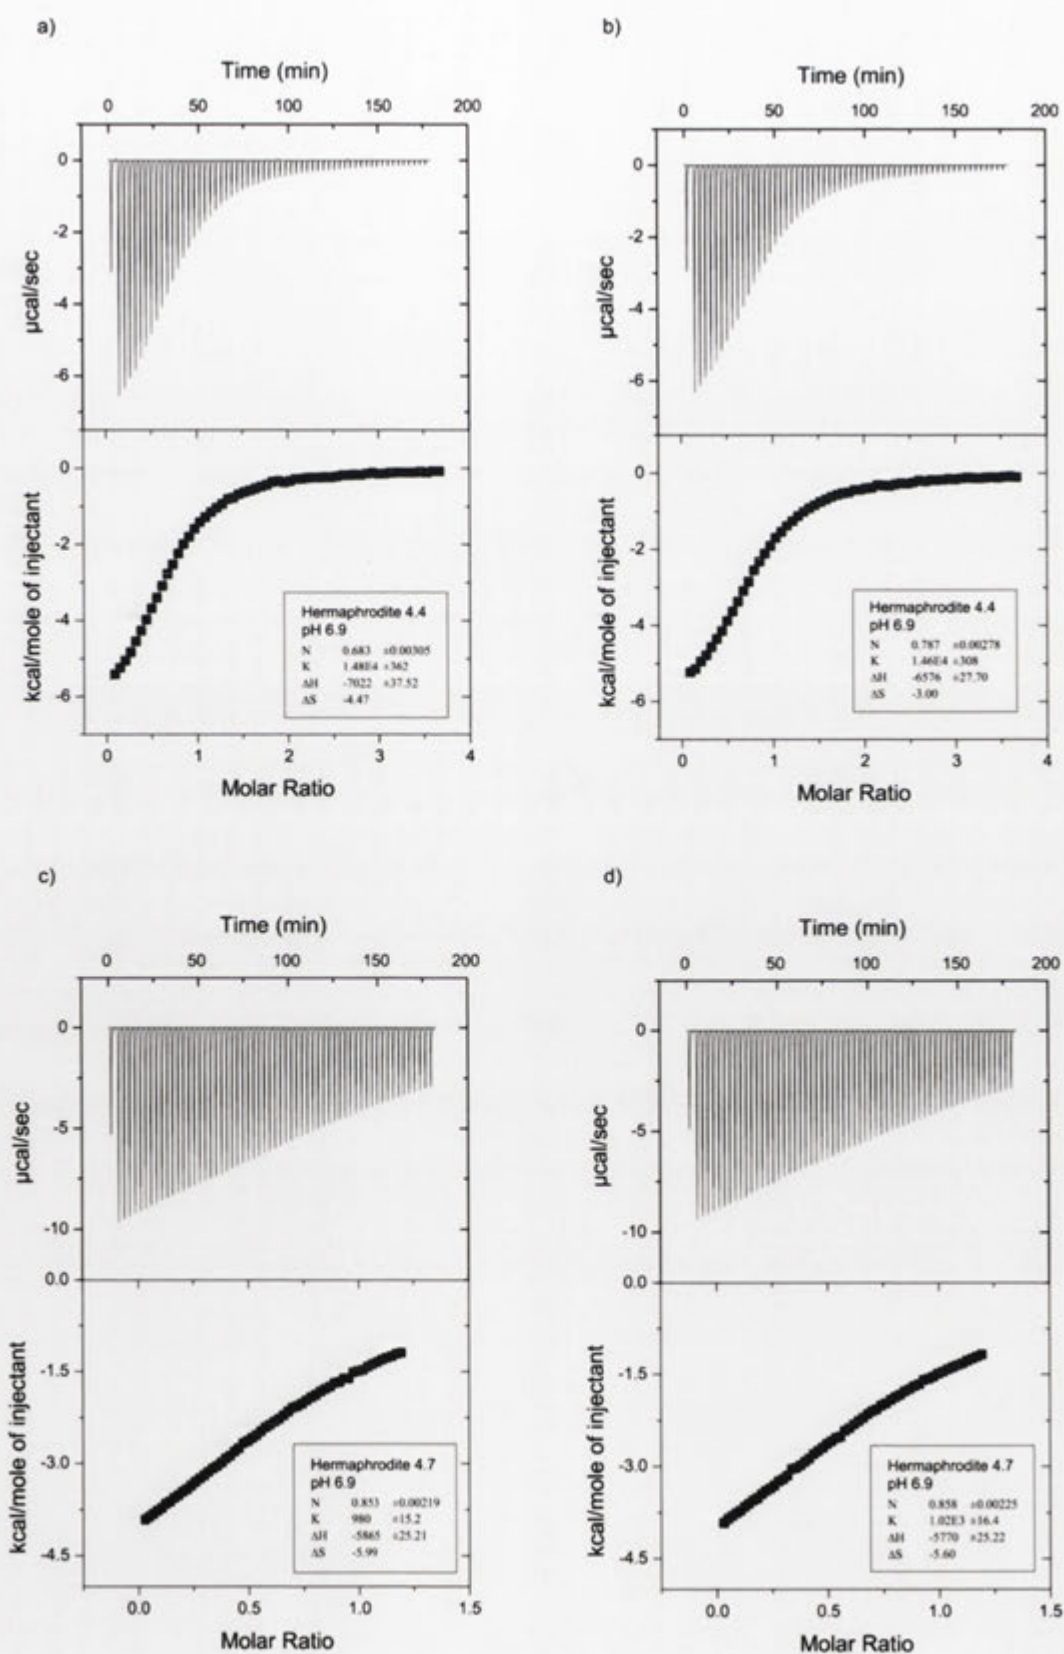 a)
Time (min)
0 50 100 150 200
0
-2
-4
-6
µcal/sec
0
-2
-4
-6
kcal/mole of injectant
Hermaphrodite 4.4
pH 6.9
N 0.683 ±0.00305
K 1.48E4 ±362
ΔH -7022 ±37.52
ΔS -4.47
0 1 2 3 4
Molar Ratio
b)
Time (min)
0 50 100 150 200
0
-2
-4
-6
µcal/sec
0
-2
-4
-6
kcal/mole of injectant
Hermaphrodite 4.4
pH 6.9
N 0.787 ±0.00278
K 1.46E4 ±308
ΔH -6576 ±27.70
ΔS -3.00
0 1 2 3 4
Molar Ratio
c)
Time (min)
0 50 100 150 200
0
-5
-10
µcal/sec
0.0
-1.5
-3.0
-4.5
kcal/mole of injectant
Hermaphrodite 4.7
pH 6.9
N 0.853 ±0.00219
K 980 ±15.2
ΔH -5865 ±25.21
ΔS -5.99
0.0 0.5 1.0 1.5
Molar Ratio
d)
Time (min)
0 50 100 150 200
0
-5
-10
µcal/sec
0.0
-1.5
-3.0
-4.5
kcal/mole of injectant
Hermaphrodite 4.7
pH 6.9
N 0.858 ±0.00225
K 1.02E3 ±16.4
ΔH -5770 ±25.22
ΔS -5.60
0.0 0.5 1.0 1.5
Molar Ratio